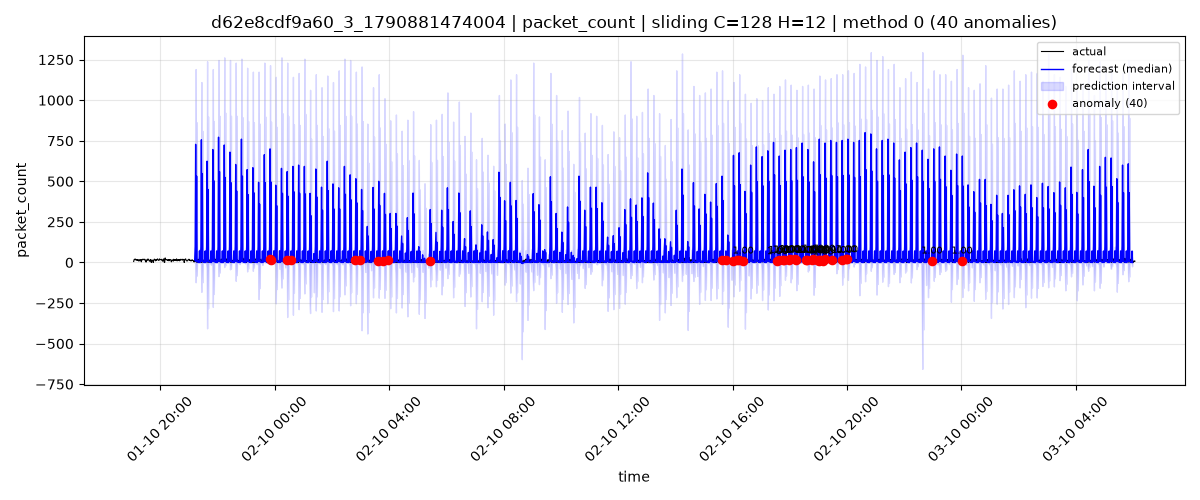 d62e8cdf9a60_3_1790881474004 | packet_count | sliding C=128 H=12 | method 0 (40 anomalies)
actual
forecast (median)
prediction interval
anomaly (40)
packet_count
1250
1000
750
500
250
0
−250
−500
−750
01-10 20:00
02-10 00:00
02-10 04:00
02-10 08:00
02-10 12:00
02-10 16:00
02-10 20:00
03-10 00:00
03-10 04:00
time